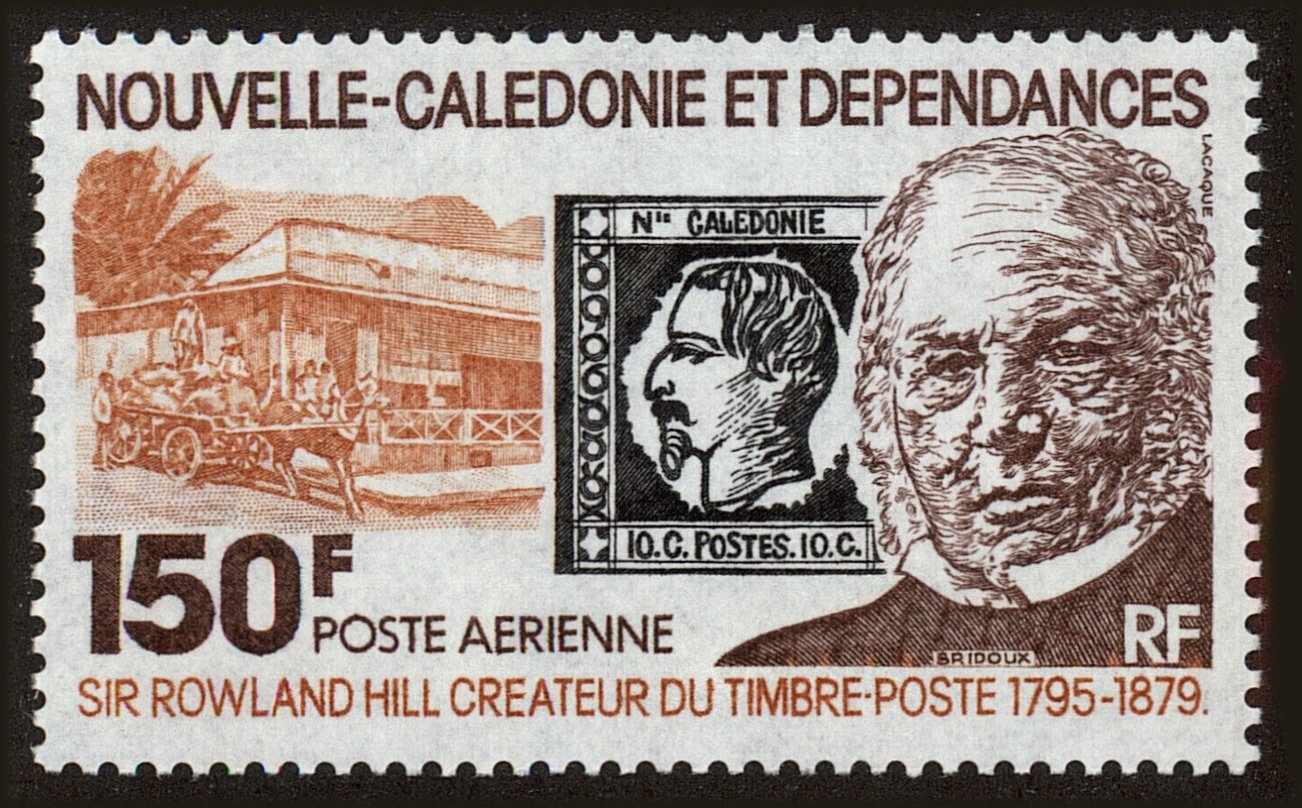 NOUVELLE-CALEDONIE ET DEPENDANCES
LACAQUE
Nle CALEDONIE
10.C. POSTES. 10.C.
150F
POSTE AERIENNE
BRIDOUX
RF
SIR ROWLAND HILL CREATEUR DU TIMBRE-POSTE 1795-1879.